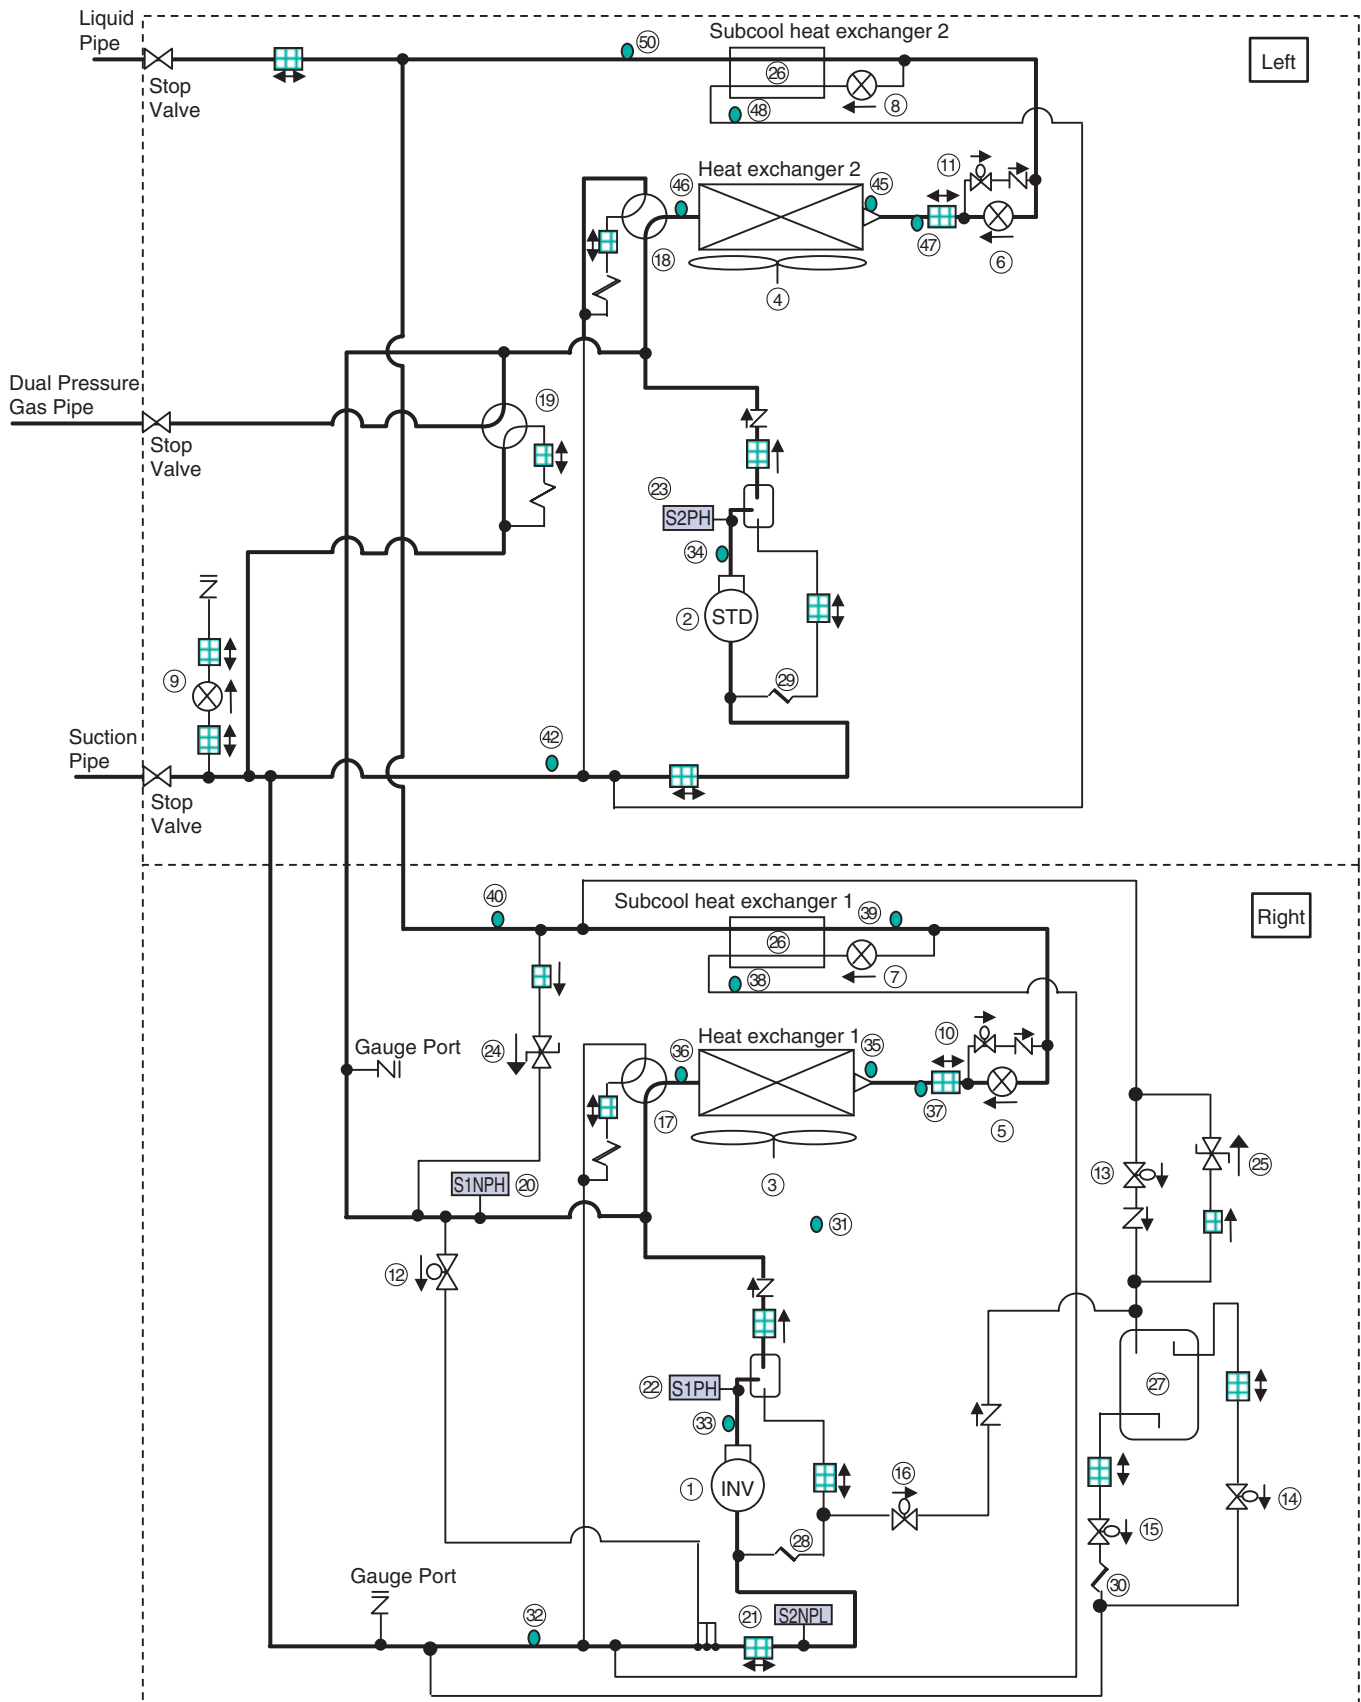 Liquid
Pipe
Stop
Valve
50
Subcool heat exchanger 2
26
8
48
Left
Heat exchanger 2
46
45
11
47
6
18
4
Dual Pressure
Gas Pipe
Stop
Valve
19
23
S2PH
34
2
STD
29
9
Suction
Pipe
Stop
Valve
42
40
Subcool heat exchanger 1
39
26
7
38
Right
Gauge Port
24
Heat exchanger 1
36
35
10
37
5
17
3
13
25
S1NPH
20
31
12
22
S1PH
33
1
INV
28
16
27
14
15
30
Gauge Port
32
21
S2NPL